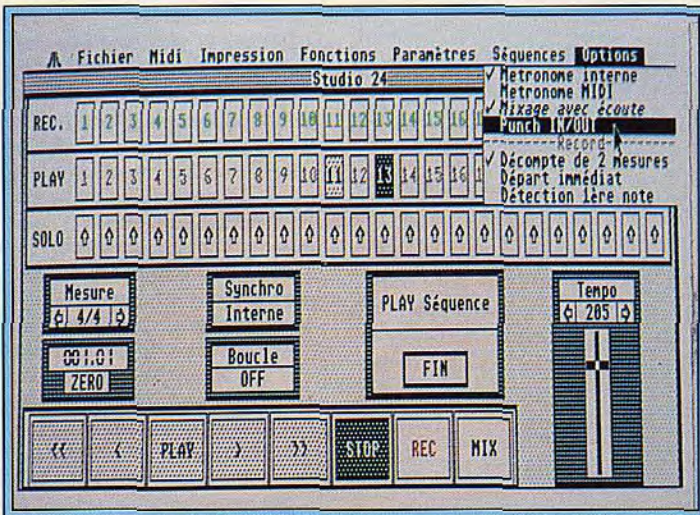 Fichier Midi Impression Fonctions Paramètres Séquences Options
Studio 24
✓ Metronome interne
Metronome MIDI
✓ Mixage avec écoute
Punch IN/OUT
Record
✓ Décompte de 2 mesures
Départ immédiat
Détection 1ère note
REC. 1 2 3 4 5 6 7 8 9 10 11 12 13 14 15 16
PLAY 1 2 3 4 5 6 7 8 9 10 11 12 13 14 15 16
SOLO
Mesure
4/4
001.01
ZERO
Synchro
Interne
Boucle
OFF
PLAY Séquence
FIN
Tempo
205
<< < PLAY > >> STOP REC MIX